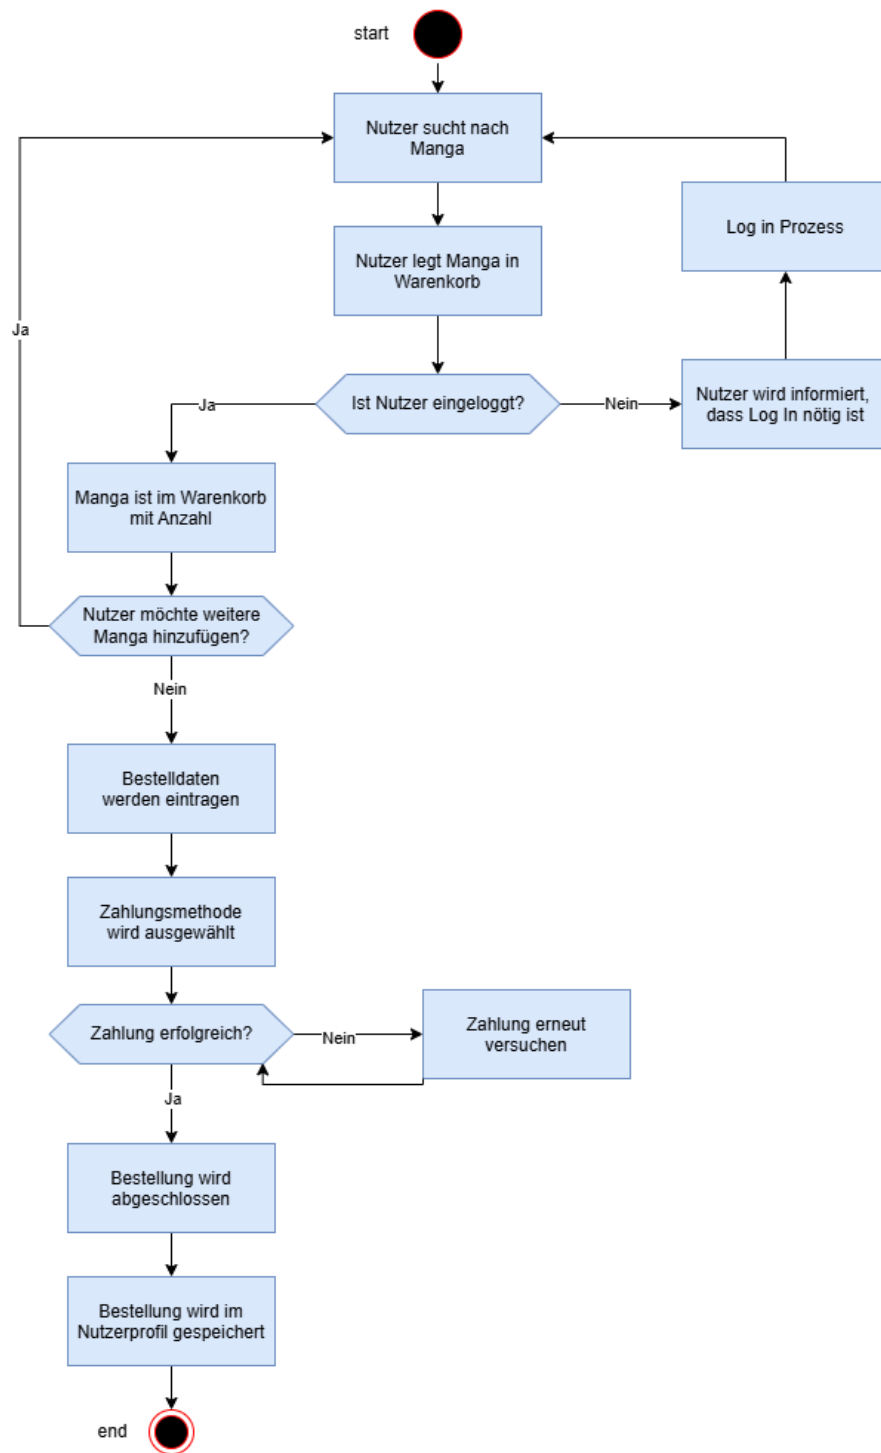 start
Nutzer sucht nach
Manga
Log in Prozess
Nutzer legt Manga in
Warenkorb
Ja
Ist Nutzer eingeloggt?
Ja
Nein
Nutzer wird informiert,
dass Log In nötig ist
Manga ist im Warenkorb
mit Anzahl
Nutzer möchte weitere
Manga hinzufügen?
Nein
Bestelldaten
werden eintragen
Zahlungsmethode
wird ausgewählt
Zahlung erfolgreich?
Nein
Zahlung erneut
versuchen
Ja
Bestellung wird
abgeschlossen
Bestellung wird im
Nutzerprofil gespeichert
end